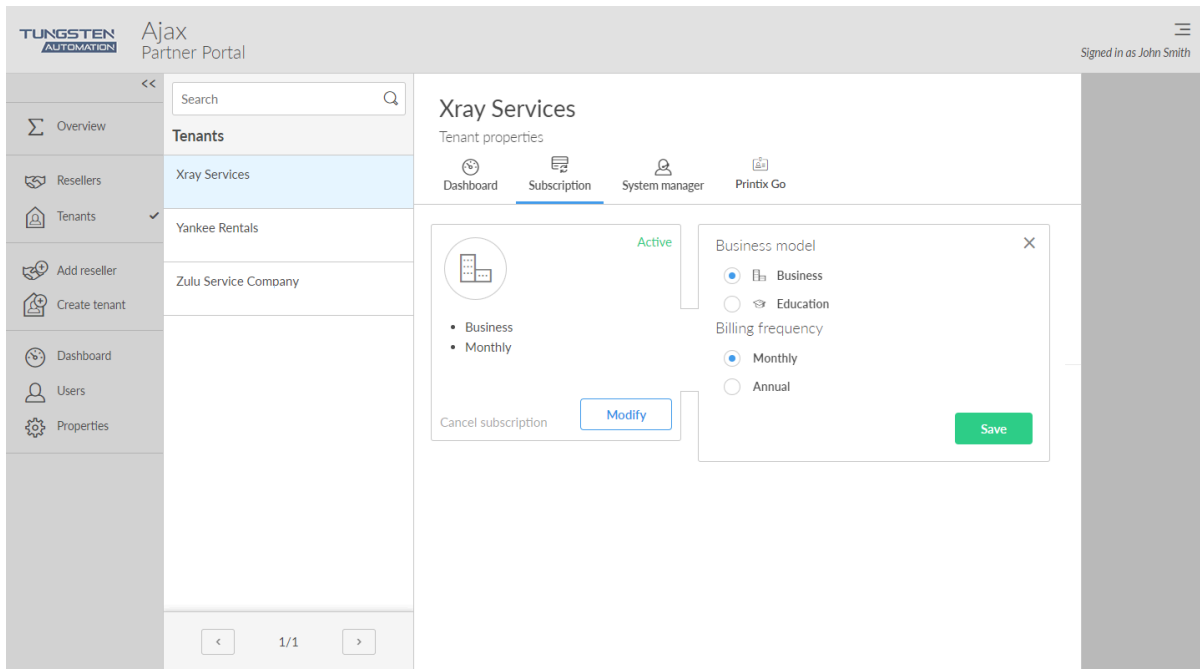 TUNGSTEN
AUTOMATION
Ajax
Partner Portal
Signed in as John Smith
<<
Overview
Resellers
Tenants
Add reseller
Create tenant
Dashboard
Users
Properties
Search
Tenants
Xray Services
Yankee Rentals
Zulu Service Company
< 1/1 >
Xray Services
Tenant properties
Dashboard Subscription System manager Printix Go
Active
• Business
• Monthly
Cancel subscription Modify
Business model
Business
Education
Billing frequency
Monthly
Annual
Save